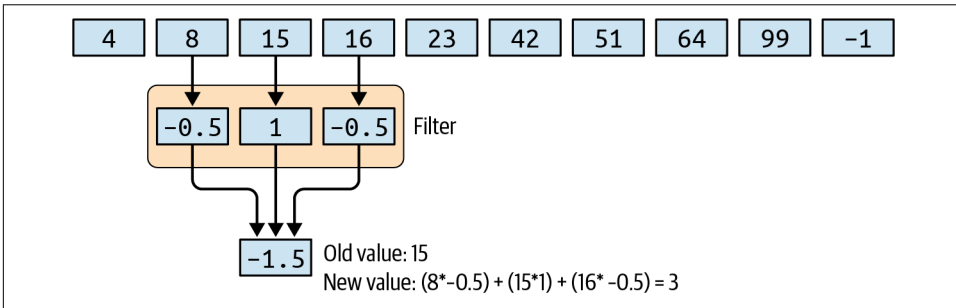 4 8 15 16 23 42 51 64 99 −1
−0.5 1 −0.5 Filter
−1.5 Old value: 15
New value: (8*−0.5) + (15*1) + (16* −0.5) = 3